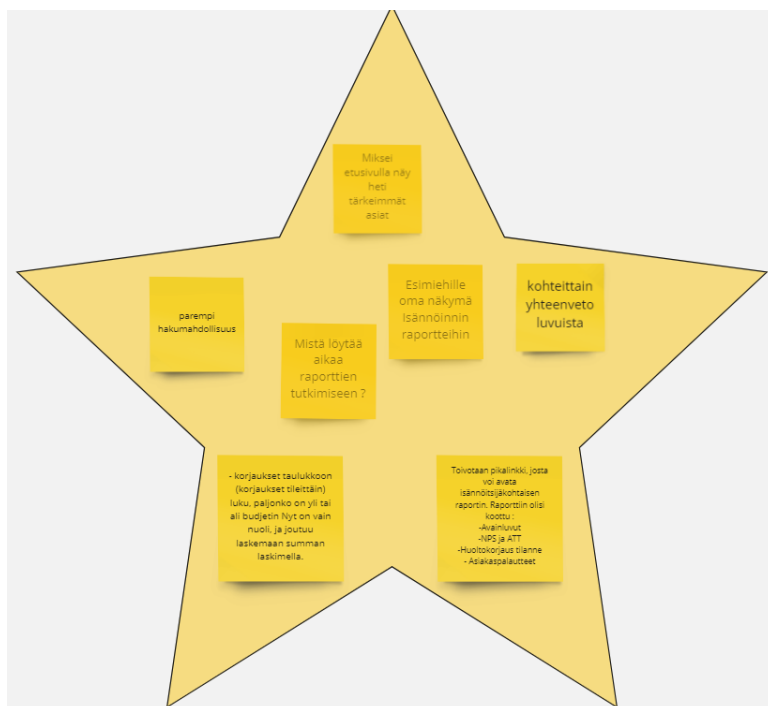 Miksei
etusivulla näy
heti
tärkeimmät
asiat
parempi
hakumahdollisuus
Mistä löytää
aikaa
raporttien
tutkimiseen ?
Esimiehille
oma näkymä
Isännöinnin
raportteihin
kohteittain
yhteenveto
luvuista
- korjaukset taulukkoon
(korjaukset tileittäin)
luku, paljonko on yli tai
ali budjetin Nyt on vain
nuoli, ja joutuu
laskemaan summan
laskimella.
Toivotaan pikalinkki, josta
voi avata
isännöitsijäkohtaisen
raportin. Raporttiin olisi
koottu :
-Avainluvut
-NPS ja ATT
-Huoltokorjaus tilanne
- Asiakaspalautteet